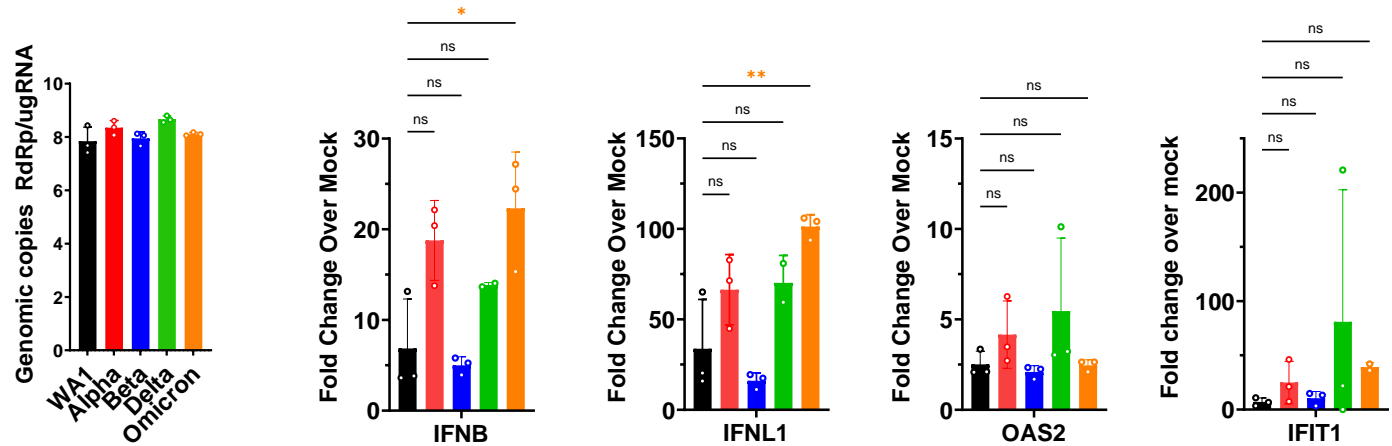 Genomic copies RdRp/ugRNA
10
8
6
4
2
0
WA1
Alpha
Beta
Delta
Omicron
*
ns
ns
ns
Fold Change Over Mock
30
20
10
5
0
IFNB
**
ns
ns
ns
Fold Change Over Mock
150
100
50
25
0
IFNL1
ns
ns
ns
ns
Fold Change Over Mock
15
10
5
0
OAS2
ns
ns
ns
ns
Fold change over mock
200
100
0
IFIT1